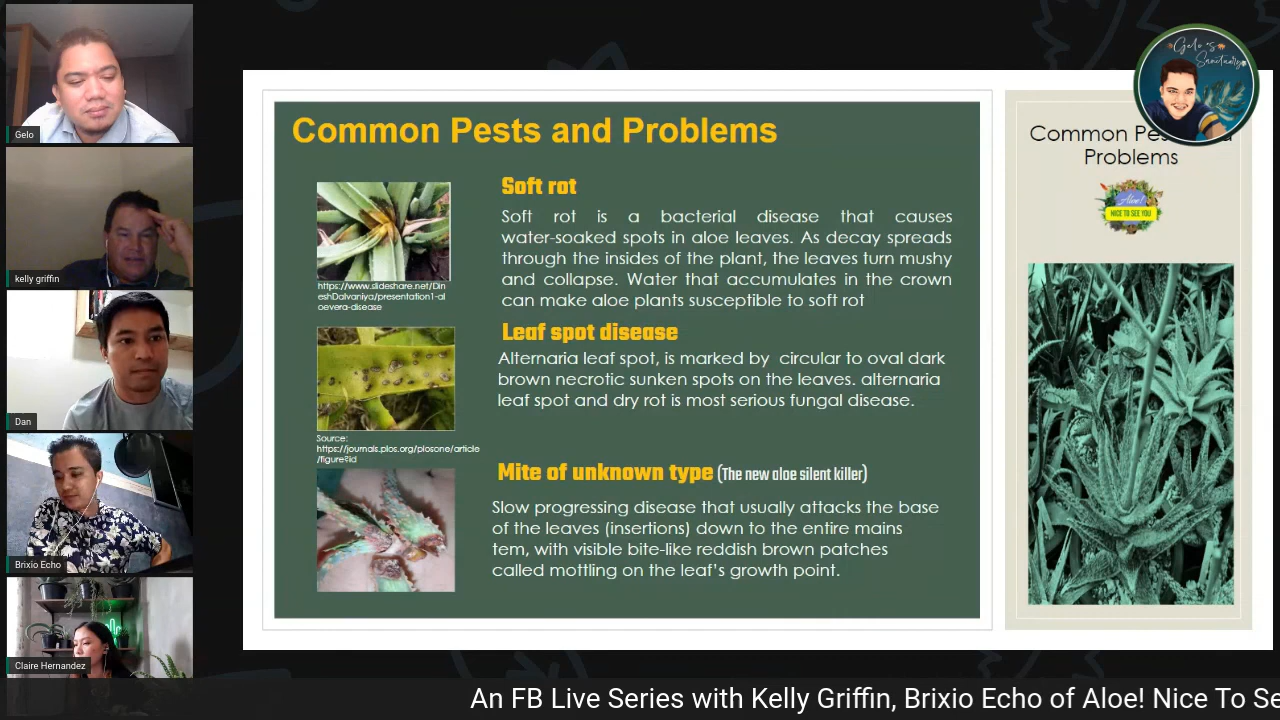 Gelo
kelly griffin
Dan
Brixio Echo
Claire Hernandez
Common Pests and Problems
https://www.slideshare.net/Din
eshDalvaniya/presentation1-al
oevera-disease
Soft rot
Soft rot is a bacterial disease that causes
water-soaked spots in aloe leaves. As decay spreads
through the insides of the plant, the leaves turn mushy
and collapse. Water that accumulates in the crown
can make aloe plants susceptible to soft rot
Source:
https://journals.plos.org/plosone/article
/figure?id
Leaf spot disease
Alternaria leaf spot, is marked by circular to oval dark
brown necrotic sunken spots on the leaves. alternaria
leaf spot and dry rot is most serious fungal disease.
Mite of unknown type (The new aloe silent killer)
Slow progressing disease that usually attacks the base
of the leaves (insertions) down to the entire mains
tem, with visible bite-like reddish brown patches
called mottling on the leaf's growth point.
Gelo's
Sanctuary
Common
Problems
Aloe!
NICE TO SEE YOU
An FB Live Series with Kelly Griffin, Brixio Echo of Aloe! Nice To Se